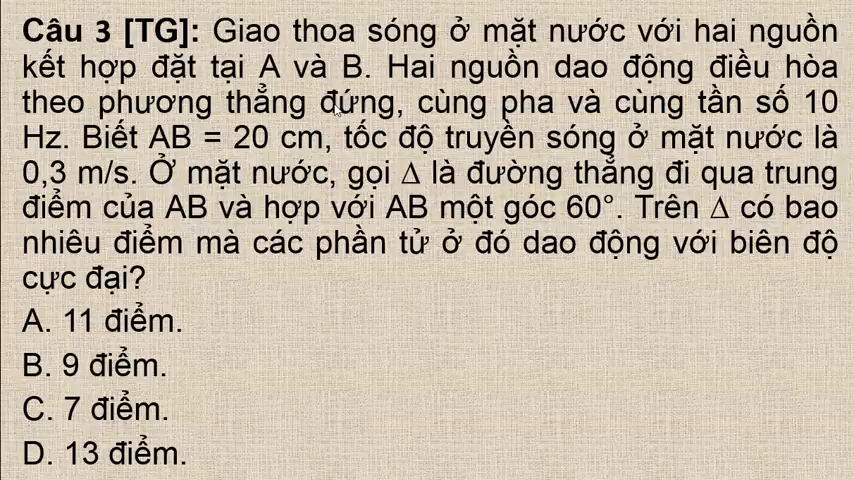 Câu 3 [TG]: Giao thoa sóng ở mặt nước với hai nguồn
kết hợp đặt tại A và B. Hai nguồn dao động điều hòa
theo phương thẳng đứng, cùng pha và cùng tần số 10
Hz. Biết AB = 20 cm, tốc độ truyền sóng ở mặt nước là
0,3 m/s. Ở mặt nước, gọi Δ là đường thẳng đi qua trung
điểm của AB và hợp với AB một góc 60°. Trên Δ có bao
nhiêu điểm mà các phần tử ở đó dao động với biên độ
cực đại?
A. 11 điểm.
B. 9 điểm.
C. 7 điểm.
D. 13 điểm.